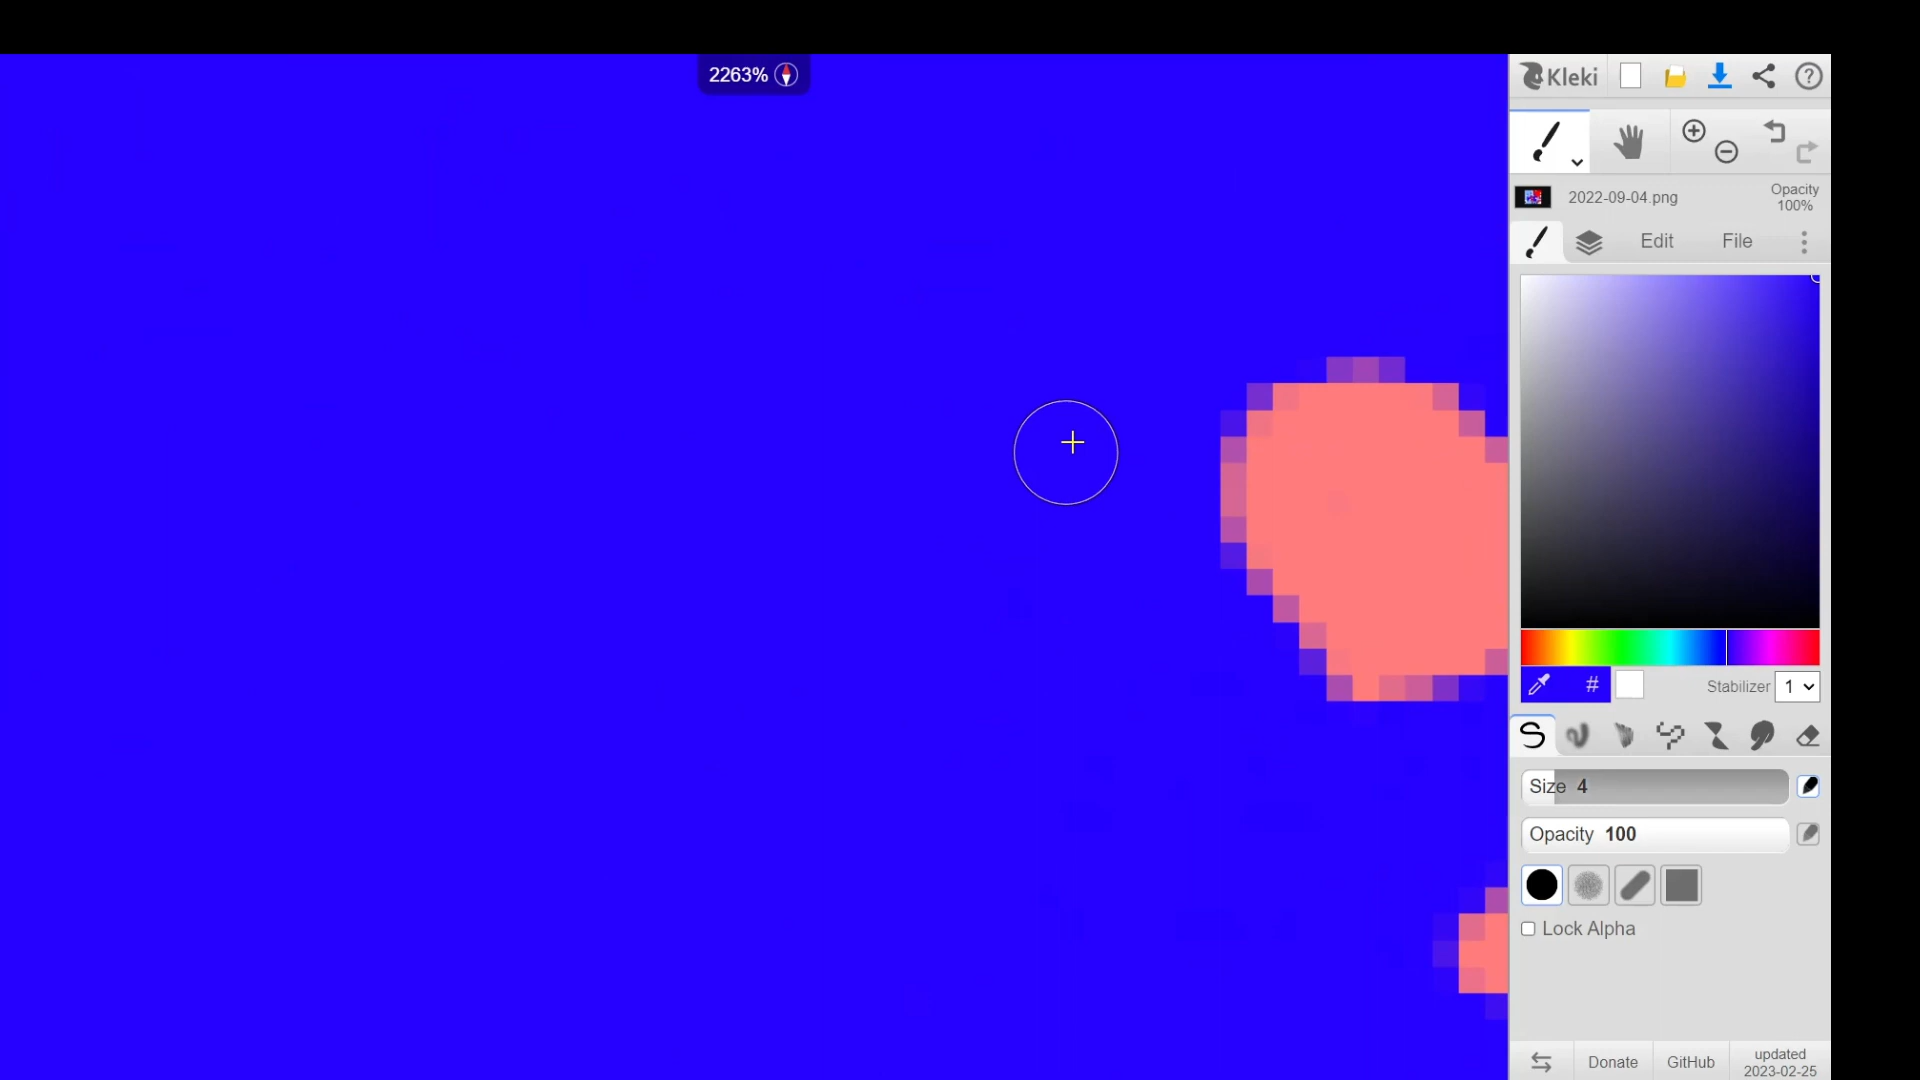 2263%
Kleki
2022-09-04.png
Opacity
100%
Edit
File
#
Stabilizer 1
Size 4
Opacity 100
Lock Alpha
Donate
GitHub
updated
2023-02-25